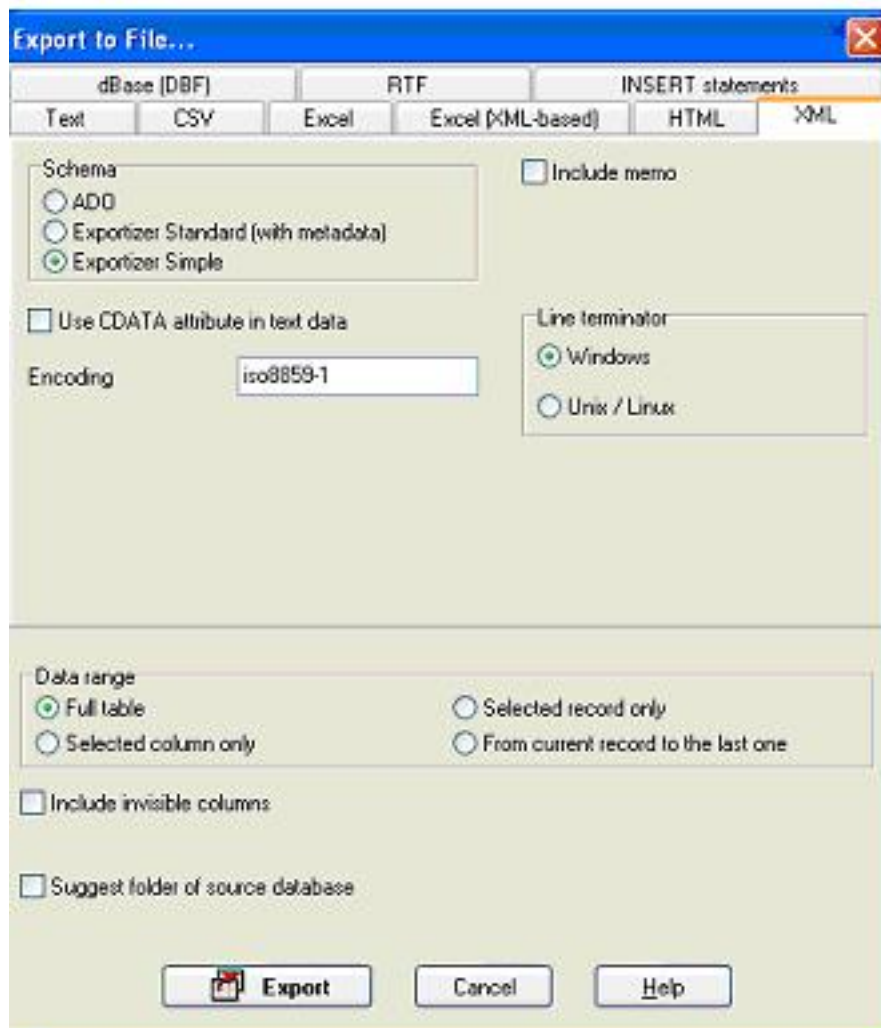 Export to File...
dBase (DBF) RTF INSERT statements
Text CSV Excel Excel (XML-based) HTML XML
Schema
Include memo
ADO
Exportizer Standard (with metadata)
Exportizer Simple
Use CDATA attribute in text data
Line terminator
Windows
Encoding iso8859-1
Unix / Linux
Data range
Full table Selected record only
Selected column only From current record to the last one
Include invisible columns
Suggest folder of source database
Export Cancel Help